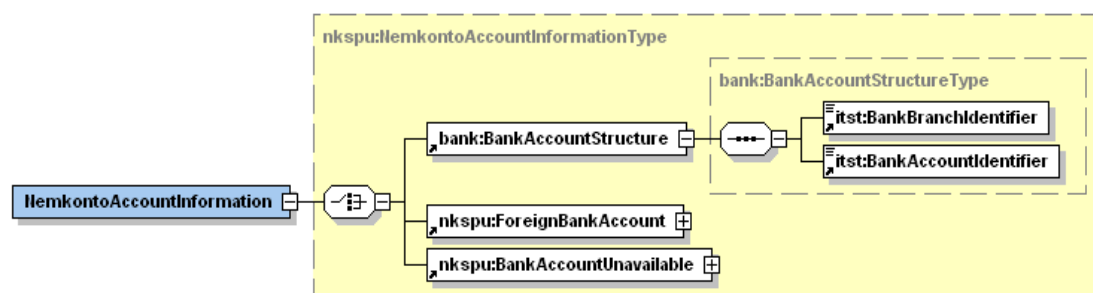 nkspu:NemkontoAccountInformationType
bank:BankAccountStructureType
itst:BankBranchIdentifier
bank:BankAccountStructure
itst:BankAccountIdentifier
NemkontoAccountInformation
nkspu:ForeignBankAccount
nkspu:BankAccountUnavailable